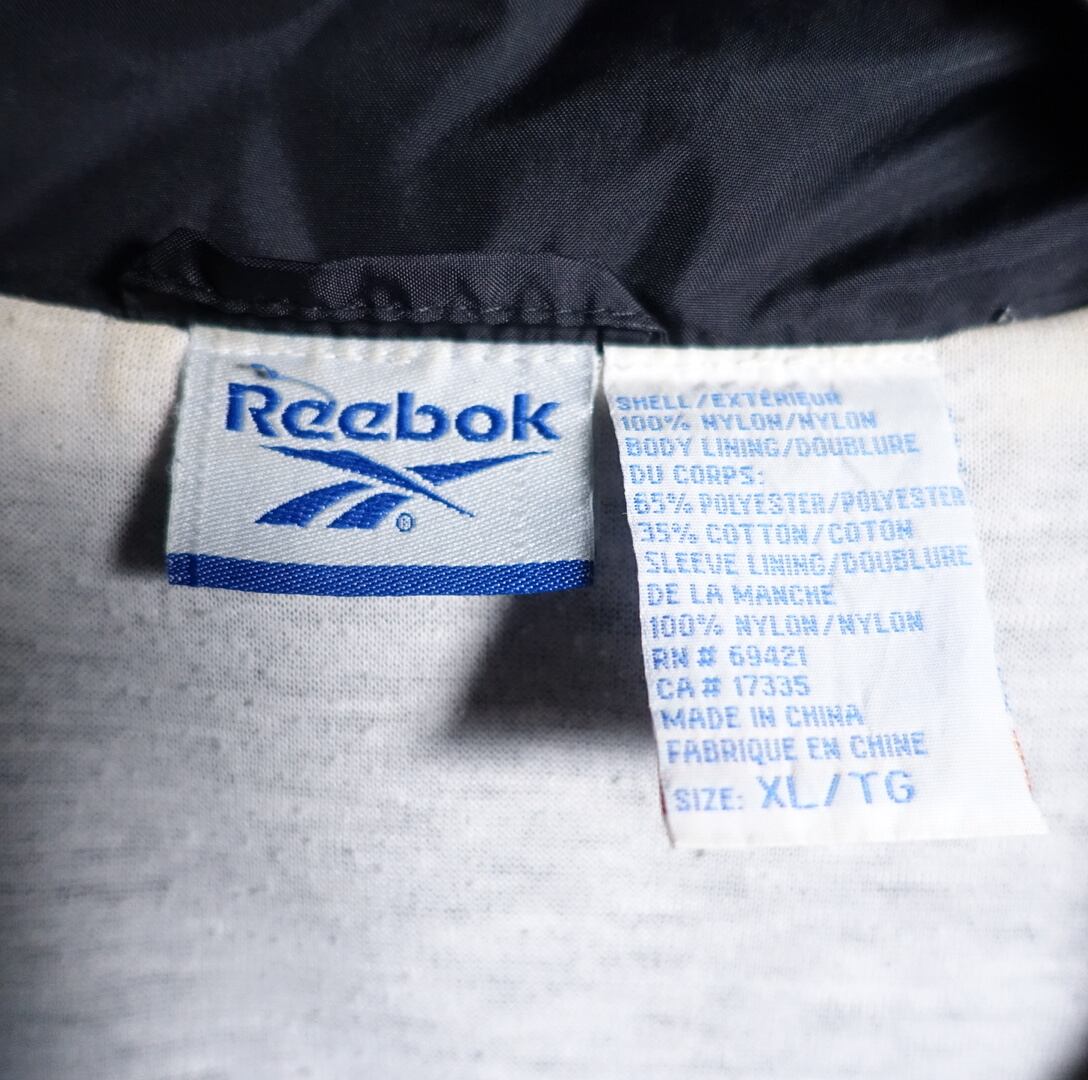 Reebok
®
SHELL/EXTÉRIEUR
100% NYLON/NYLON
BODY LINING/DOUBLURE
DU CORPS:
65% POLYESTER/POLYESTER
35% COTTON/COTON
SLEEVE LINING/DOUBLURE
DE LA MANCHE
100% NYLON/NYLON
RN # 69421
CA # 17335
MADE IN CHINA
FABRIQUE EN CHINE
SIZE: XL/TG